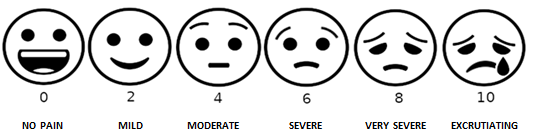 0 2 4 6 8 10
NO PAIN MILD MODERATE SEVERE VERY SEVERE EXCRUTIATING